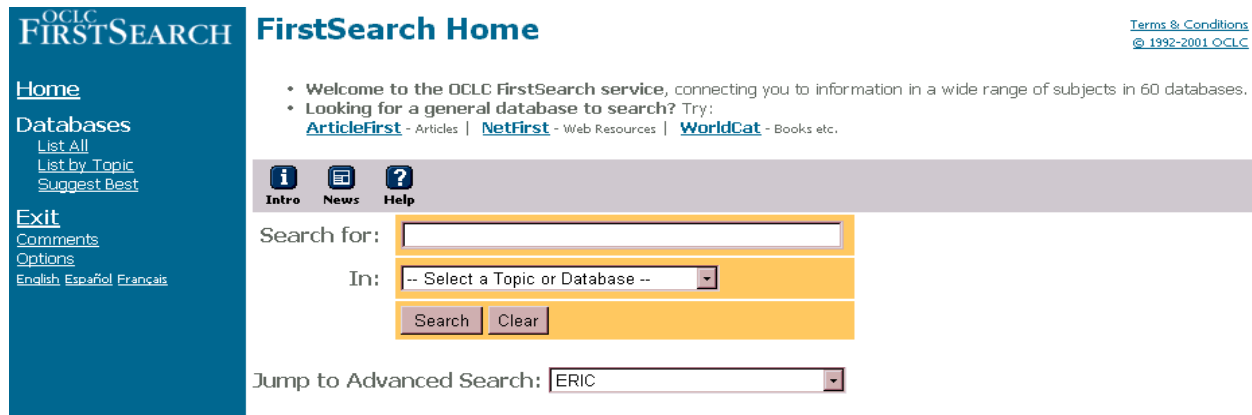 OCLC
FIRSTSEARCH
Home
Databases
List All
List by Topic
Suggest Best
Exit
Comments
Options
English Español Français
FirstSearch Home
Terms & Conditions
© 1992-2001 OCLC
• Welcome to the OCLC FirstSearch service, connecting you to information in a wide range of subjects in 60 databases.
• Looking for a general database to search? Try:
ArticleFirst - Articles | NetFirst - Web Resources | WorldCat - Books etc.
Intro News Help
Search for:
In: -- Select a Topic or Database --
Search Clear
Jump to Advanced Search: ERIC